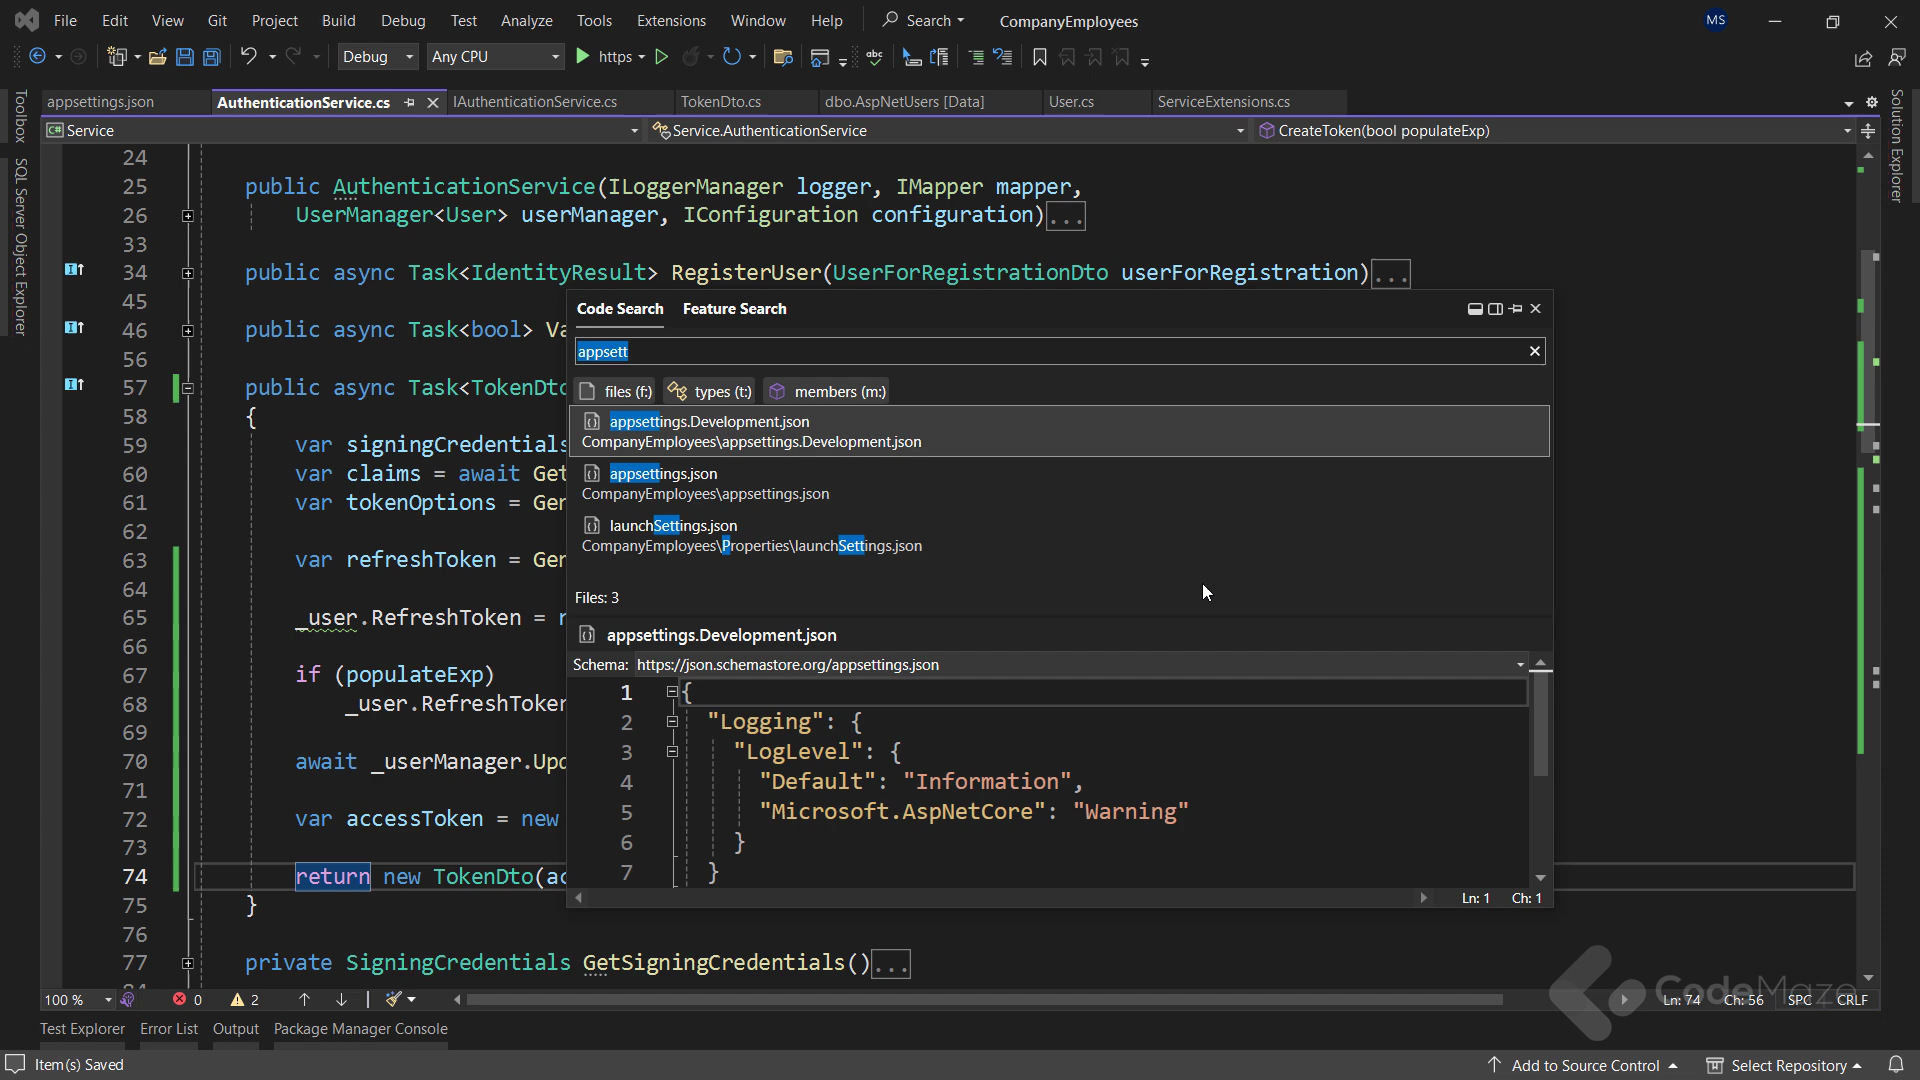 File Edit View Git Project Build Debug Test Analyze Tools Extensions Window Help Search CompanyEmployees MS
Debug Any CPU https abc
appsettings.json AuthenticationService.cs IAuthenticationService.cs TokenDto.cs dbo.AspNetUsers [Data] User.cs ServiceExtensions.cs
Toolbox
SQL Server Object Explorer
Solution Explorer
C# Service Service.AuthenticationService CreateToken(bool populateExp)
24
25 public AuthenticationService(ILoggerManager logger, IMapper mapper,
26 UserManager<User> userManager, IConfiguration configuration)...
33
34 public async Task<IdentityResult> RegisterUser(UserForRegistrationDto userForRegistration)...
45
46 public async Task<bool> Va
56
57 public async Task<TokenDto
58 {
59 var signingCredentials
60 var claims = await Get
61 var tokenOptions = Gen
62
63 var refreshToken = Gen
64
65 _user.RefreshToken = r
66
67 if (populateExp)
68 _user.RefreshToken
69
70 await _userManager.Upd
71
72 var accessToken = new
73
74 return new TokenDto(ac
75 }
76
77 private SigningCredentials GetSigningCredentials()...
Code Search Feature Search
appsett
files (f:) types (t:) members (m:)
appsettings.Development.json
CompanyEmployees\appsettings.Development.json
appsettings.json
CompanyEmployees\appsettings.json
launchSettings.json
CompanyEmployees\Properties\launchSettings.json
Files: 3
appsettings.Development.json
Schema: https://json.schemastore.org/appsettings.json
1 {
2 "Logging": {
3 "LogLevel": {
4 "Default": "Information",
5 "Microsoft.AspNetCore": "Warning"
6 }
7 }
Ln: 1 Ch: 1
100 % 0 2 Ln: 74 Ch: 56 SPC CRLF
CodeMaze
Test Explorer Error List Output Package Manager Console
Item(s) Saved Add to Source Control Select Repository